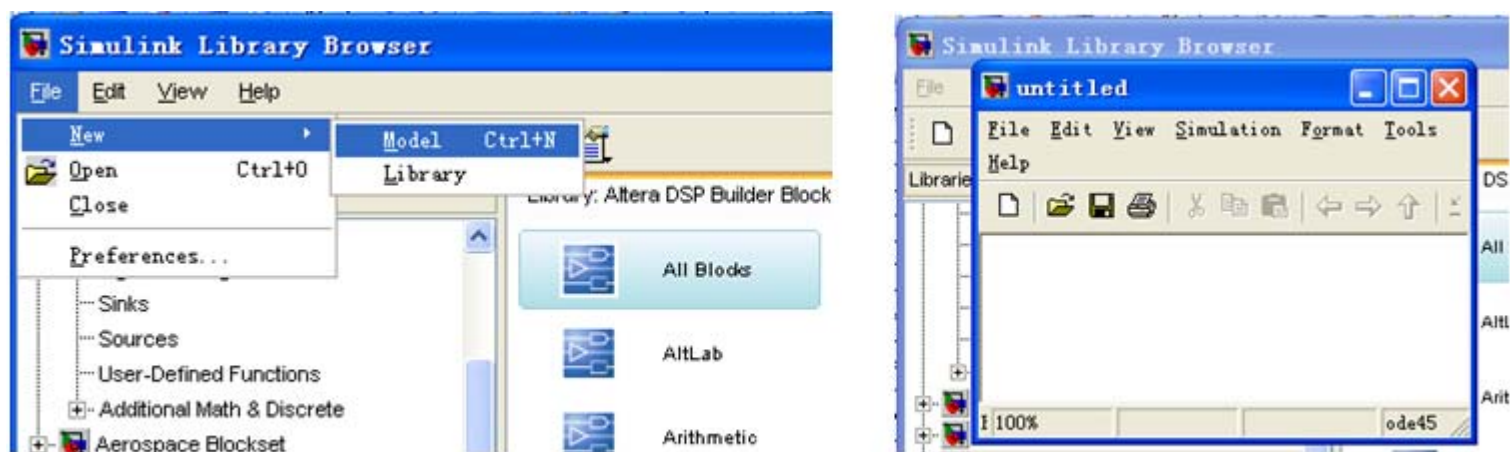 Simulink Library Browser
File Edit View Help
New
Model Ctrl+N
Open Ctrl+O
Library
Close
Library: Altera DSP Builder Block
Preferences...
All Blocks
Sinks
Sources
AltLab
User-Defined Functions
Additional Math & Discrete
Arithmetic
Aerospace Blockset
Simulink Library Browser
File
untitled
File Edit View Simulation Format Tools
Help
Librarie
DS
All
Altl
Arit
100%
ode45